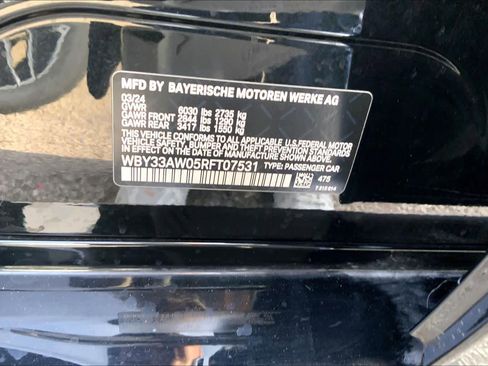 MFD BY BAYERISCHE MOTOREN WERKE AG
03/24
GVWR 6030 lbs 2735 kg
GAWR FRONT 2844 lbs 1290 kg
GAWR REAR 3417 lbs 1550 kg
THIS VEHICLE CONFORMS TO ALL APPLICABLE U.S. FEDERAL MOTOR
VEHICLE SAFETY, BUMPER AND THEFT PREVENTION STANDARDS
IN EFFECT ON THE DATE OF MANUFACTURE SHOWN ABOVE.
WBY33AW05RFT07531 TYPE: PASSENGER CAR
475